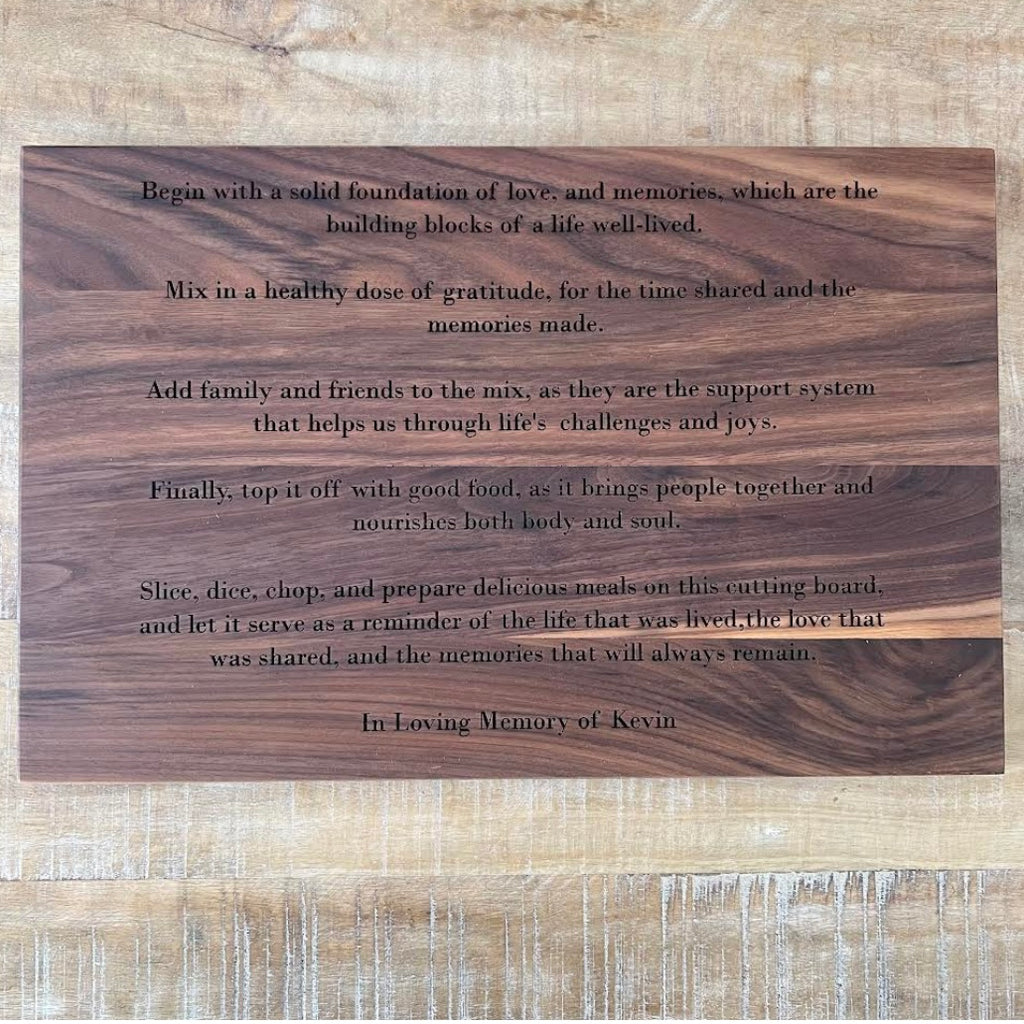 Begin with a solid foundation of love, and memories, which are the
building blocks of a life well-lived.
Mix in a healthy dose of gratitude, for the time shared and the
memories made.
Add family and friends to the mix, as they are the support system
that helps us through life's challenges and joys.
Finally, top it off with good food, as it brings people together and
nourishes both body and soul.
Slice, dice, chop, and prepare delicious meals on this cutting board,
and let it serve as a reminder of the life that was lived,the love that
was shared, and the memories that will always remain.
In Loving Memory of Kevin